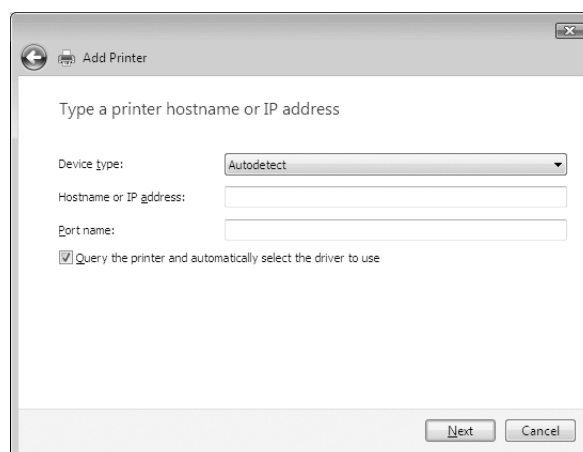 Add Printer
Type a printer hostname or IP address
Device type: Autodetect
Hostname or IP address:
Port name:
Query the printer and automatically select the driver to use
Next Cancel